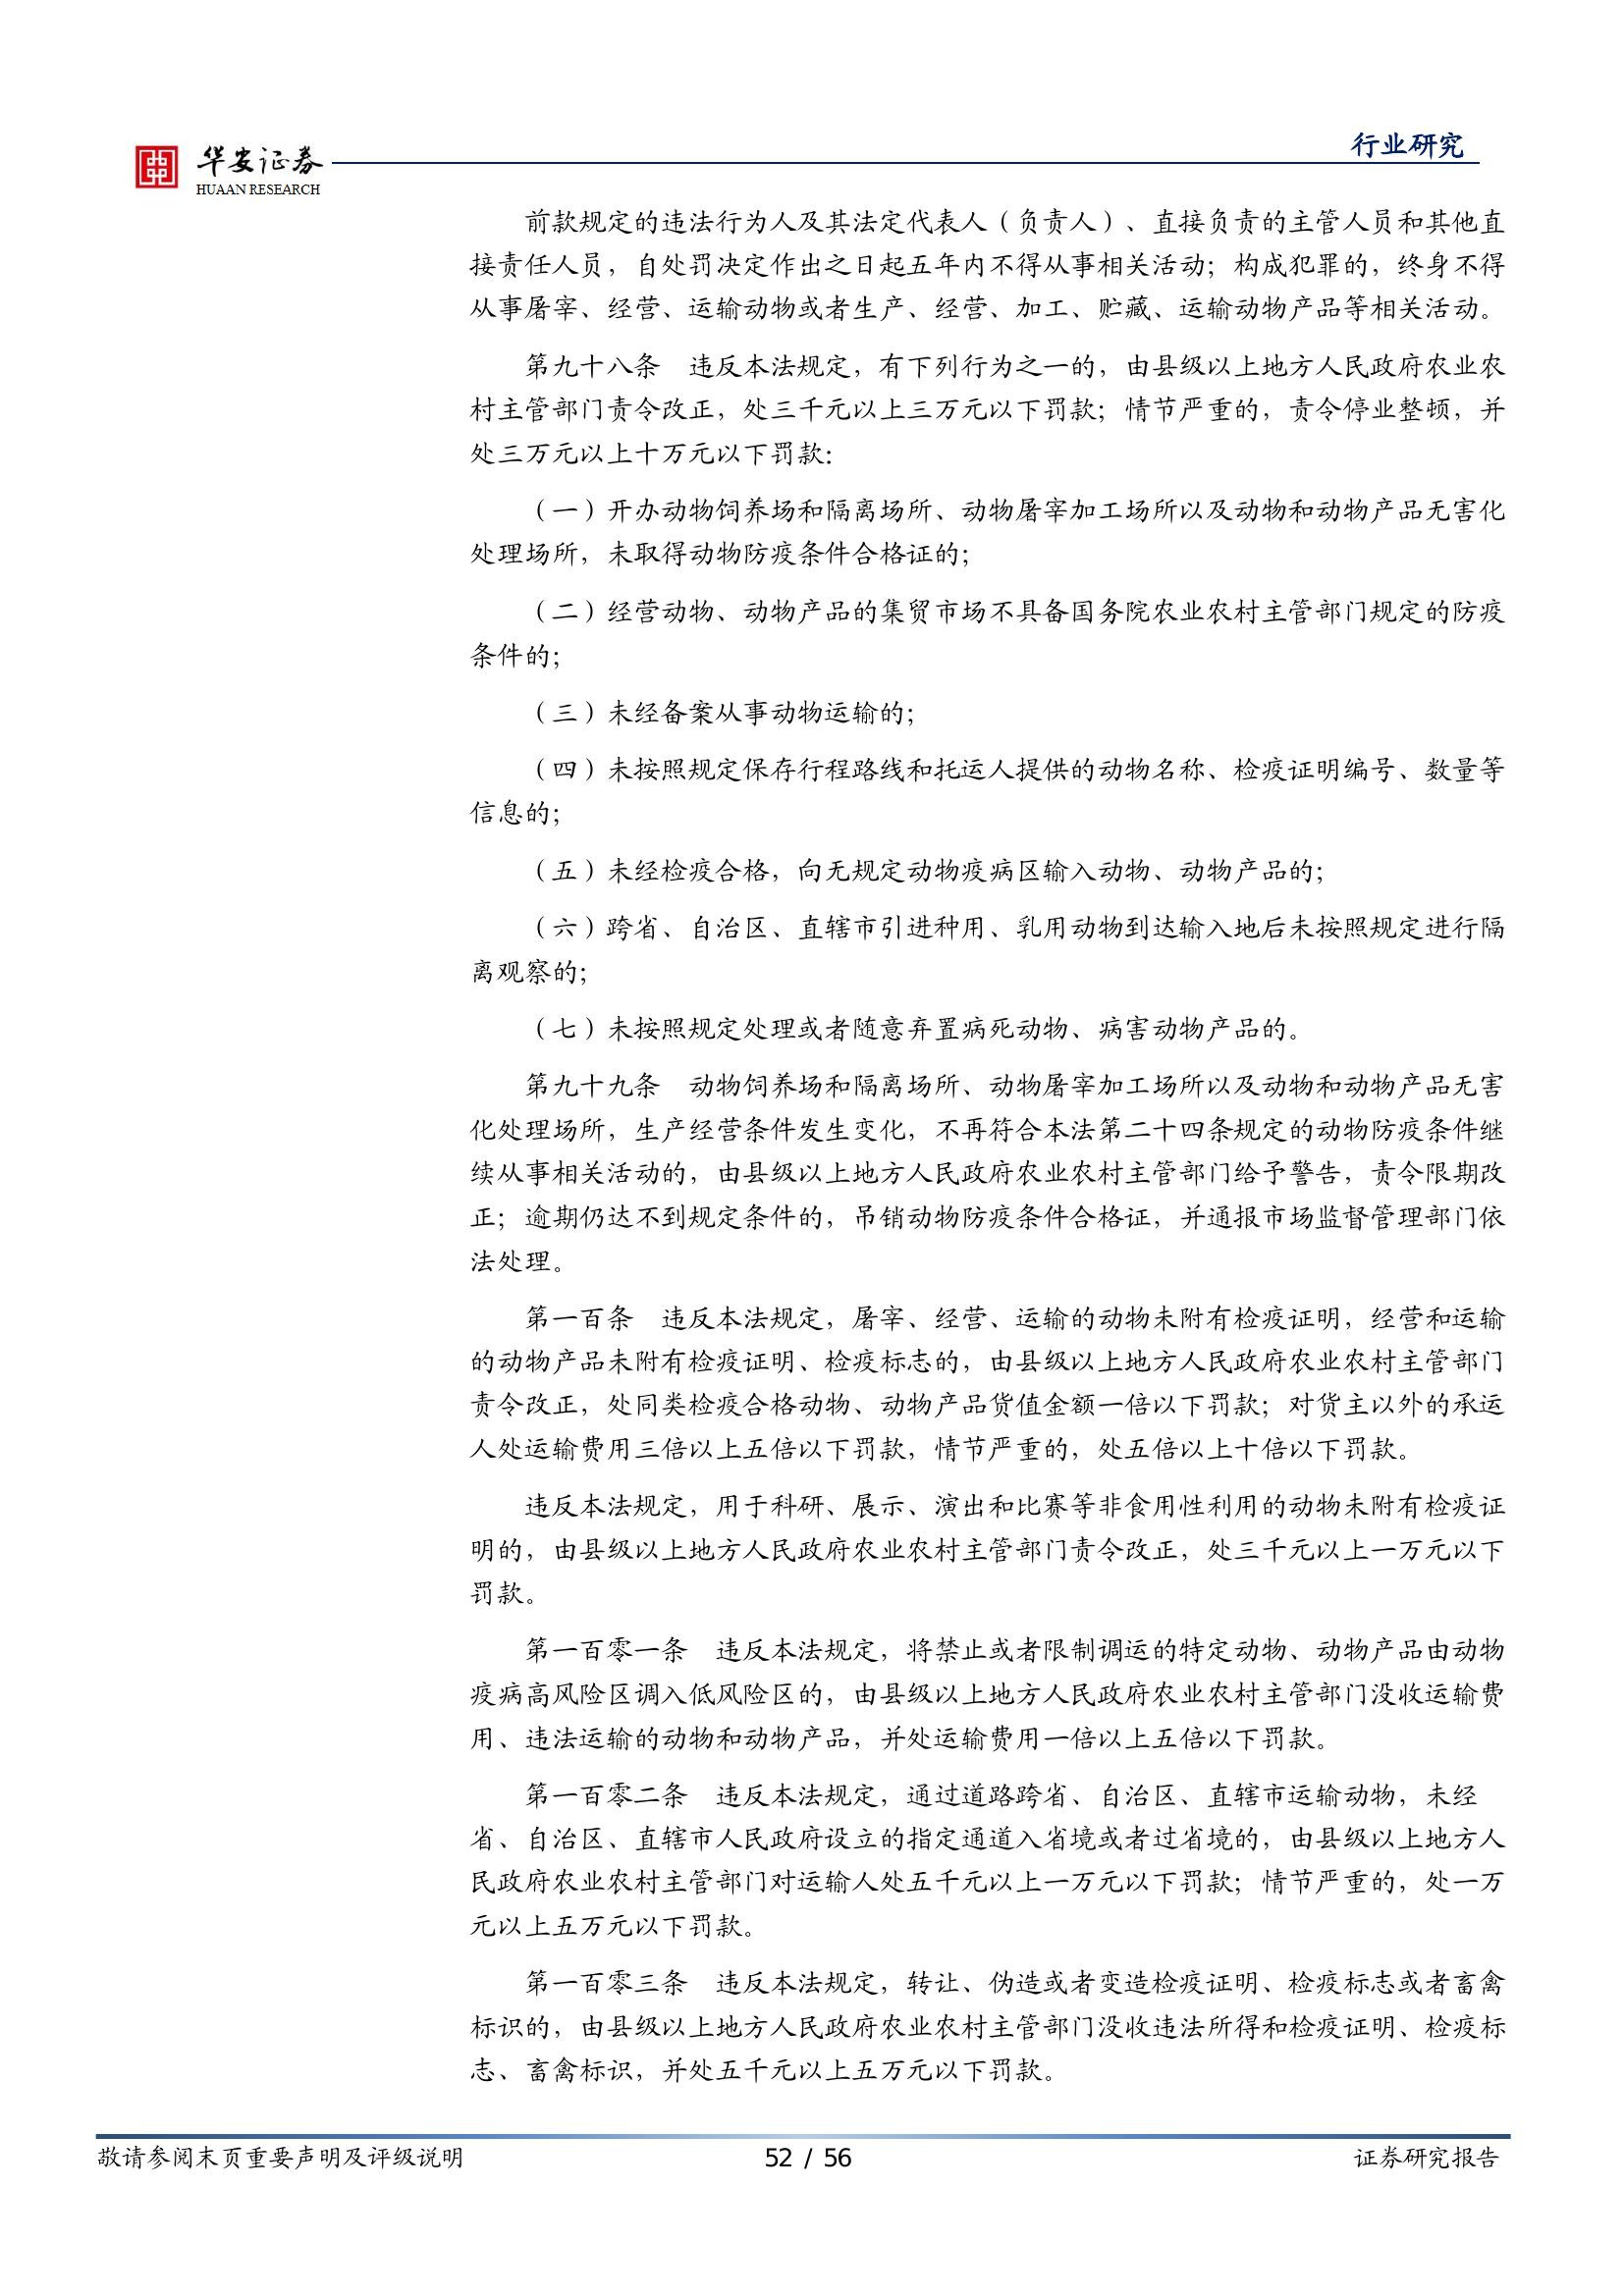 华安证券
HUAAN RESEARCH
行业研究
前款规定的违法行为人及其法定代表人（负责人）、直接负责的主管人员和其他直
接责任人员，自处罚决定作出之日起五年内不得从事相关活动；构成犯罪的，终身不得
从事屠宰、经营、运输动物或者生产、经营、加工、贮藏、运输动物产品等相关活动。
第九十八条　违反本法规定，有下列行为之一的，由县级以上地方人民政府农业农
村主管部门责令改正，处三千元以上三万元以下罚款；情节严重的，责令停业整顿，并
处三万元以上十万元以下罚款：
（一）开办动物饲养场和隔离场所、动物屠宰加工场所以及动物和动物产品无害化
处理场所，未取得动物防疫条件合格证的；
（二）经营动物、动物产品的集贸市场不具备国务院农业农村主管部门规定的防疫
条件的；
（三）未经备案从事动物运输的；
（四）未按照规定保存行程路线和托运人提供的动物名称、检疫证明编号、数量等
信息的；
（五）未经检疫合格，向无规定动物疫病区输入动物、动物产品的；
（六）跨省、自治区、直辖市引进种用、乳用动物到达输入地后未按照规定进行隔
离观察的；
（七）未按照规定处理或者随意弃置病死动物、病害动物产品的。
第九十九条　动物饲养场和隔离场所、动物屠宰加工场所以及动物和动物产品无害
化处理场所，生产经营条件发生变化，不再符合本法第二十四条规定的动物防疫条件继
续从事相关活动的，由县级以上地方人民政府农业农村主管部门给予警告，责令限期改
正；逾期仍达不到规定条件的，吊销动物防疫条件合格证，并通报市场监督管理部门依
法处理。
第一百条　违反本法规定，屠宰、经营、运输的动物未附有检疫证明，经营和运输
的动物产品未附有检疫证明、检疫标志的，由县级以上地方人民政府农业农村主管部门
责令改正，处同类检疫合格动物、动物产品货值金额一倍以下罚款；对货主以外的承运
人处运输费用三倍以上五倍以下罚款，情节严重的，处五倍以上十倍以下罚款。
违反本法规定，用于科研、展示、演出和比赛等非食用性利用的动物未附有检疫证
明的，由县级以上地方人民政府农业农村主管部门责令改正，处三千元以上一万元以下
罚款。
第一百零一条　违反本法规定，将禁止或者限制调运的特定动物、动物产品由动物
疫病高风险区调入低风险区的，由县级以上地方人民政府农业农村主管部门没收运输费
用、违法运输的动物和动物产品，并处运输费用一倍以上五倍以下罚款。
第一百零二条　违反本法规定，通过道路跨省、自治区、直辖市运输动物，未经
省、自治区、直辖市人民政府设立的指定通道入省境或者过省境的，由县级以上地方人
民政府农业农村主管部门对运输人处五千元以上一万元以下罚款；情节严重的，处一万
元以上五万元以下罚款。
第一百零三条　违反本法规定，转让、伪造或者变造检疫证明、检疫标志或者畜禽
标识的，由县级以上地方人民政府农业农村主管部门没收违法所得和检疫证明、检疫标
志、畜禽标识，并处五千元以上五万元以下罚款。
敬请参阅末页重要声明及评级说明
52 / 56
证券研究报告